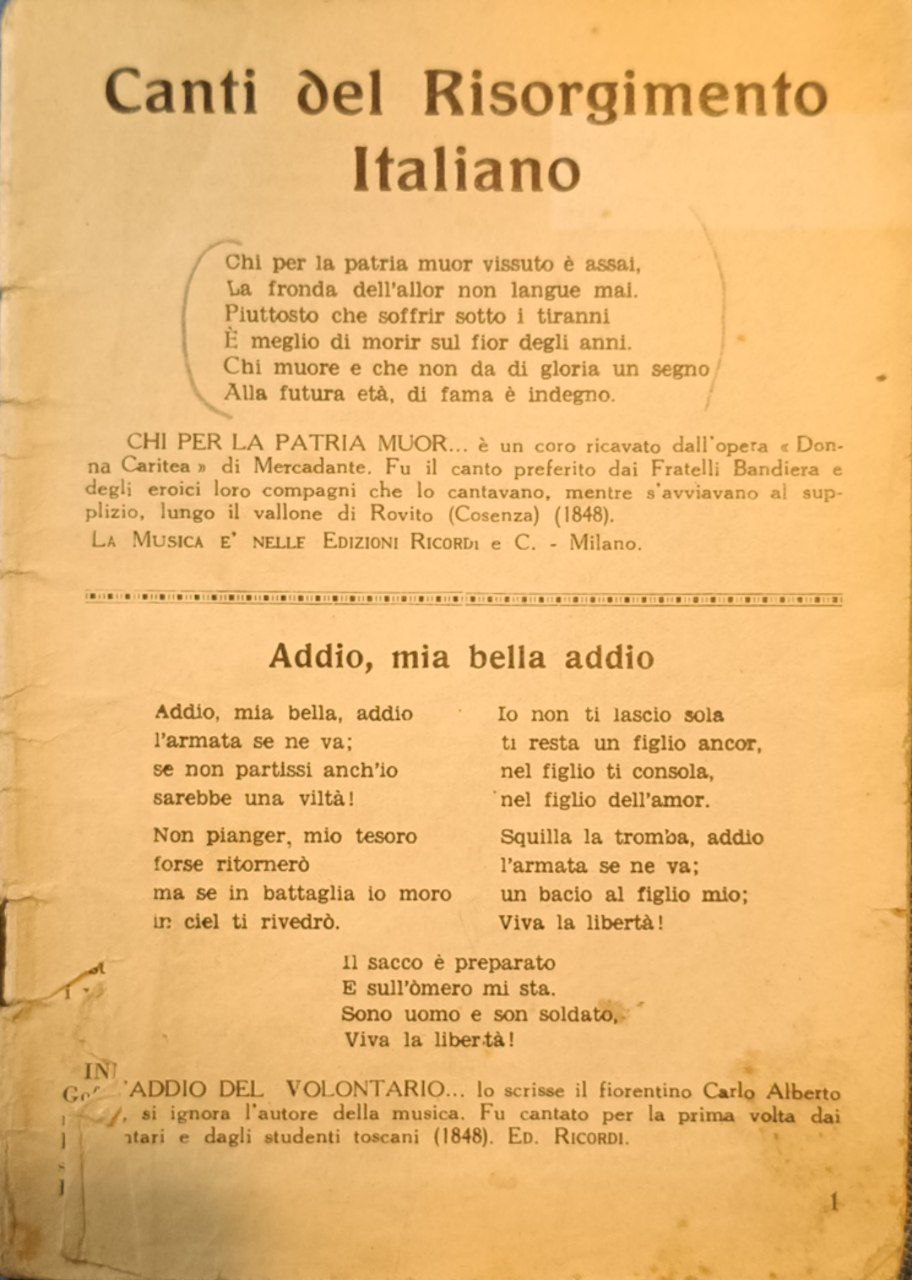 Canti del Risorgimento
Italiano
Chi per la patria muor vissuto è assai,
La fronda dell'allor non langue mai.
Piuttosto che soffrir sotto i tiranni
È meglio di morir sul fior degli anni.
Chi muore e che non da di gloria un segno
Alla futura età, di fama è indegno.
CHI PER LA PATRIA MUOR... è un coro ricavato dall'opera « Don-
na Caritea » di Mercadante. Fu il canto preferito dai Fratelli Bandiera e
degli eroici loro compagni che lo cantavano, mentre s'avviavano al sup-
plizio, lungo il vallone di Rovito (Cosenza) (1848).
LA MUSICA E' NELLE EDIZIONI RICORDI e C. - Milano.
Addio, mia bella addio
Addio, mia bella, addio
l'armata se ne va;
se non partissi anch'io
sarebbe una viltà!
Non pianger, mio tesoro
forse ritornerò
ma se in battaglia io moro
in ciel ti rivedrò.
Io non ti lascio sola
ti resta un figlio ancor,
nel figlio ti consola,
nel figlio dell'amor.
Squilla la tromba, addio
l'armata se ne va;
un bacio al figlio mio;
Viva la libertà!
Il sacco è preparato
E sull'òmero mi sta.
Sono uomo e son soldato,
Viva la libertà!
'ADDIO DEL VOLONTARIO... lo scrisse il fiorentino Carlo Alberto
si ignora l'autore della musica. Fu cantato per la prima volta dai
e dagli studenti toscani (1848). ED. RICORDI.
1